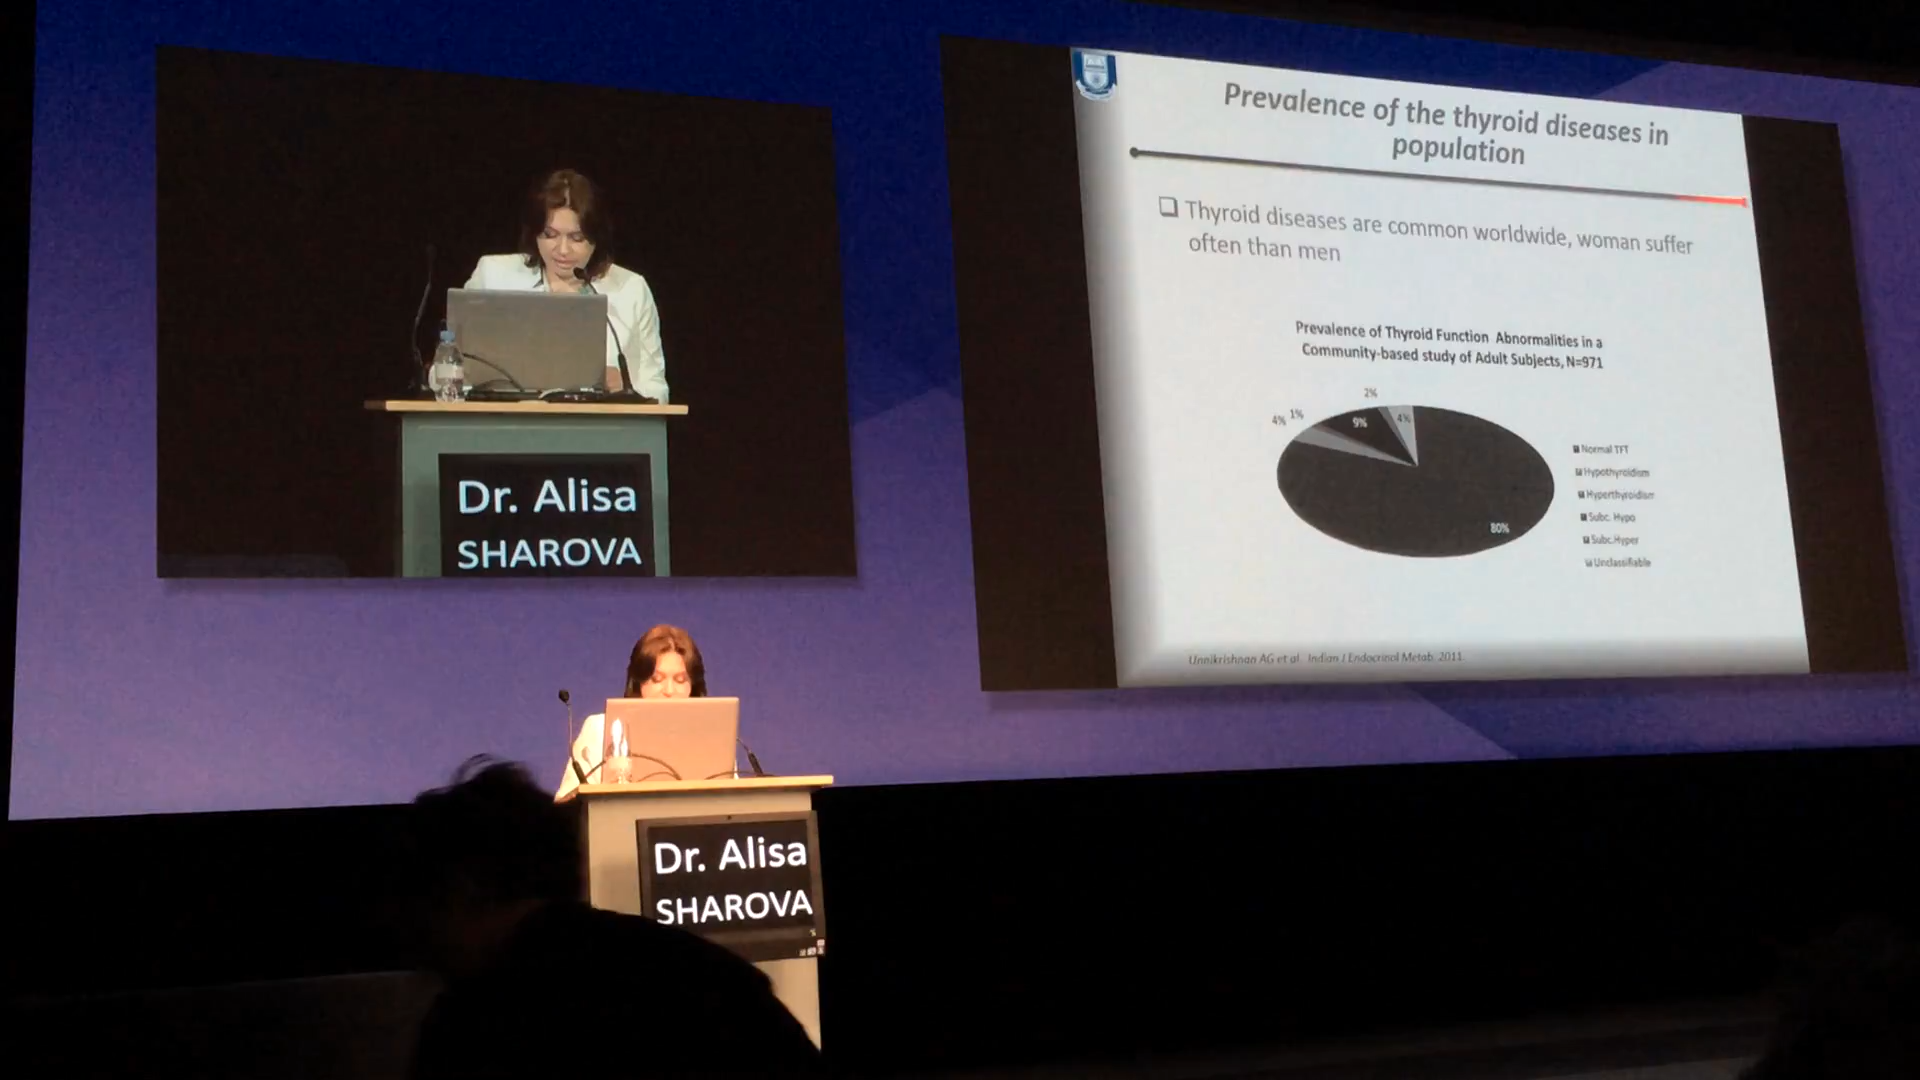 Dr. Alisa
SHAROVA
Prevalence of the thyroid diseases in
population
❑ Thyroid diseases are common worldwide, woman suffer
often than men
Prevalence of Thyroid Function Abnormalities in a
Community-based study of Adult Subjects, N=971
2%
4% 1%
9%
4%
80%
Normal TFT
Hypothyroidism
Hyperthyroidism
Subc. Hypo
Subc.Hyper
Unclassifiable
Unnikrishnan AG et al. Indian J Endocrinol Metab. 2011.
Dr. Alisa
SHAROVA